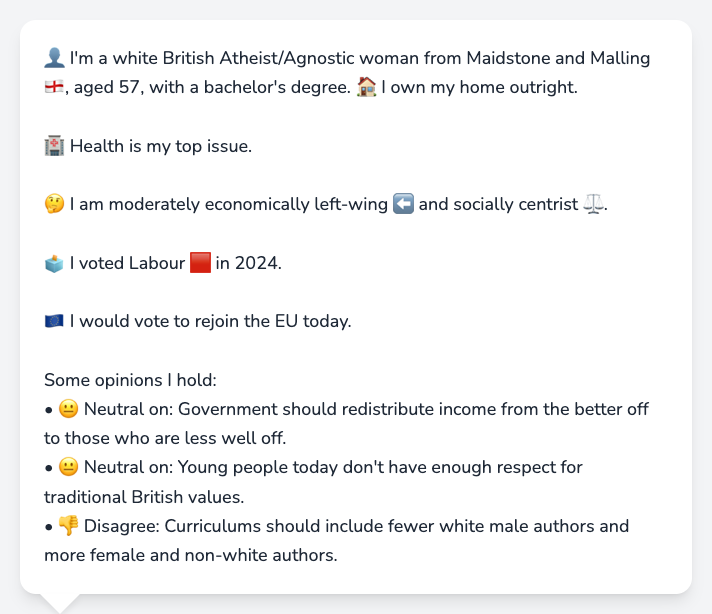 👤 I'm a white British Atheist/Agnostic woman from Maidstone and Malling
🏴󠁧󠁢󠁥󠁮󠁧󠁿, aged 57, with a bachelor's degree. 🏠 I own my home outright.
🏥 Health is my top issue.
🤔 I am moderately economically left-wing ⬅️ and socially centrist ⚖️.
🗳️ I voted Labour 🟥 in 2024.
🇪🇺 I would vote to rejoin the EU today.
Some opinions I hold:
• 😐 Neutral on: Government should redistribute income from the better off
to those who are less well off.
• 😐 Neutral on: Young people today don't have enough respect for
traditional British values.
• 👎 Disagree: Curriculums should include fewer white male authors and
more female and non-white authors.